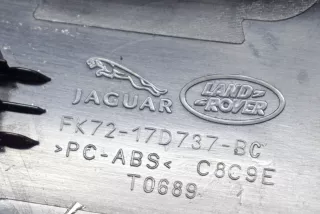 JAGUAR
LAND
ROVER
FK72-17D737-BC
>PC-ABS< C8C9E
T0689